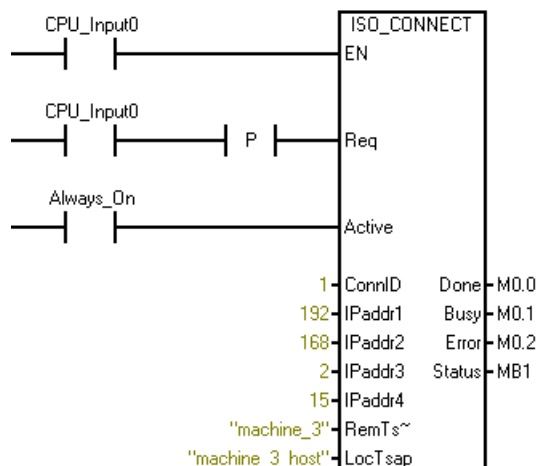 CPU_Input0
ISO_CONNECT
EN
CPU_Input0
P
Req
Always_On
Active
1 ConnID Done M0.0
192 IPaddr1 Busy M0.1
168 IPaddr2 Error M0.2
2 IPaddr3 Status MB1
15 IPaddr4
"machine_3" RemTs~
"machine_3_host" LocTsap